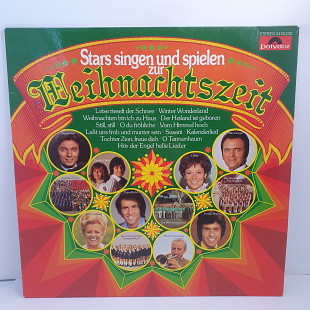 STEREO
Polydor
Stars singen und spielen
zur
Weihnachtszeit
Leise rieselt der Schnee · Winter Wonderland
Weihnachten bin ich zu Haus · Der Heiland ist geboren
Still, still · O du fröhliche · Vom Himmel hoch
Laßt uns froh und munter sein · Susani · Kalenderlied
Tochter Zion, freue dich · O Tannenbaum
Hör der Engel helle Lieder